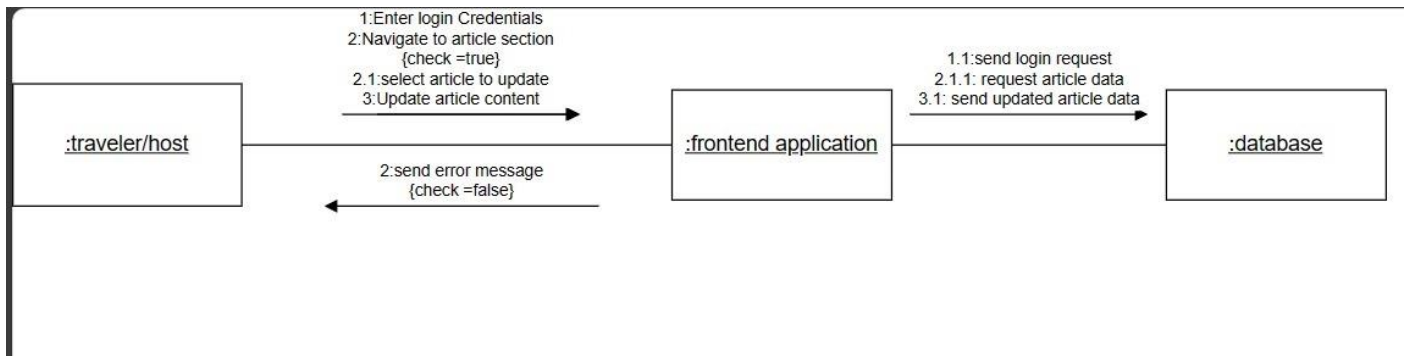 1:Enter login Credentials
2:Navigate to article section
{check =true}
2.1:select article to update
3:Update article content
1.1:send login request
2.1.1: request article data
3.1: send updated article data
:traveler/host
:frontend application
:database
2:send error message
{check =false}